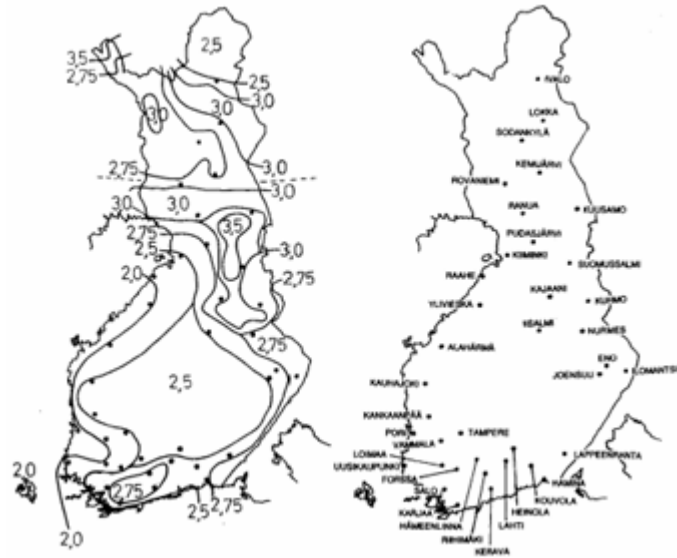 2,5
3,5
2,75
2,5
3,0
3,0
3,0
3,0
2,75
3,0
3,0
3,0
2,75
3,5
2,5
3,0
2,0
2,75
2,75
2,5
2,0
2,75
2,0
2,5
2,75
IVALO
LOKKA
SODANKYLÄ
KEMIJÄRVI
ROVANIEMI
RANUA
KUUSAMO
PUDASJÄRVI
KIIMINKI
SUOMUSSALMI
RAAHE
KAJAANI
KUHMO
YLIVIESKA
NURMES
ALAHÄRMÄ
ENO
ILOMANTSI
JOENSUU
KAUHAJOKI
KANKAANPÄÄ
PORI
TAMPERE
VAMMALA
LOIMAA
LAPPEENRANTA
UUSIKAUPUNKI
FORSSA
HAMINA
SALO
KOUVOLA
KARJAA
HEINOLA
HÄMEENLINNA
LAHTI
RIIHIMÄKI
KERAVA